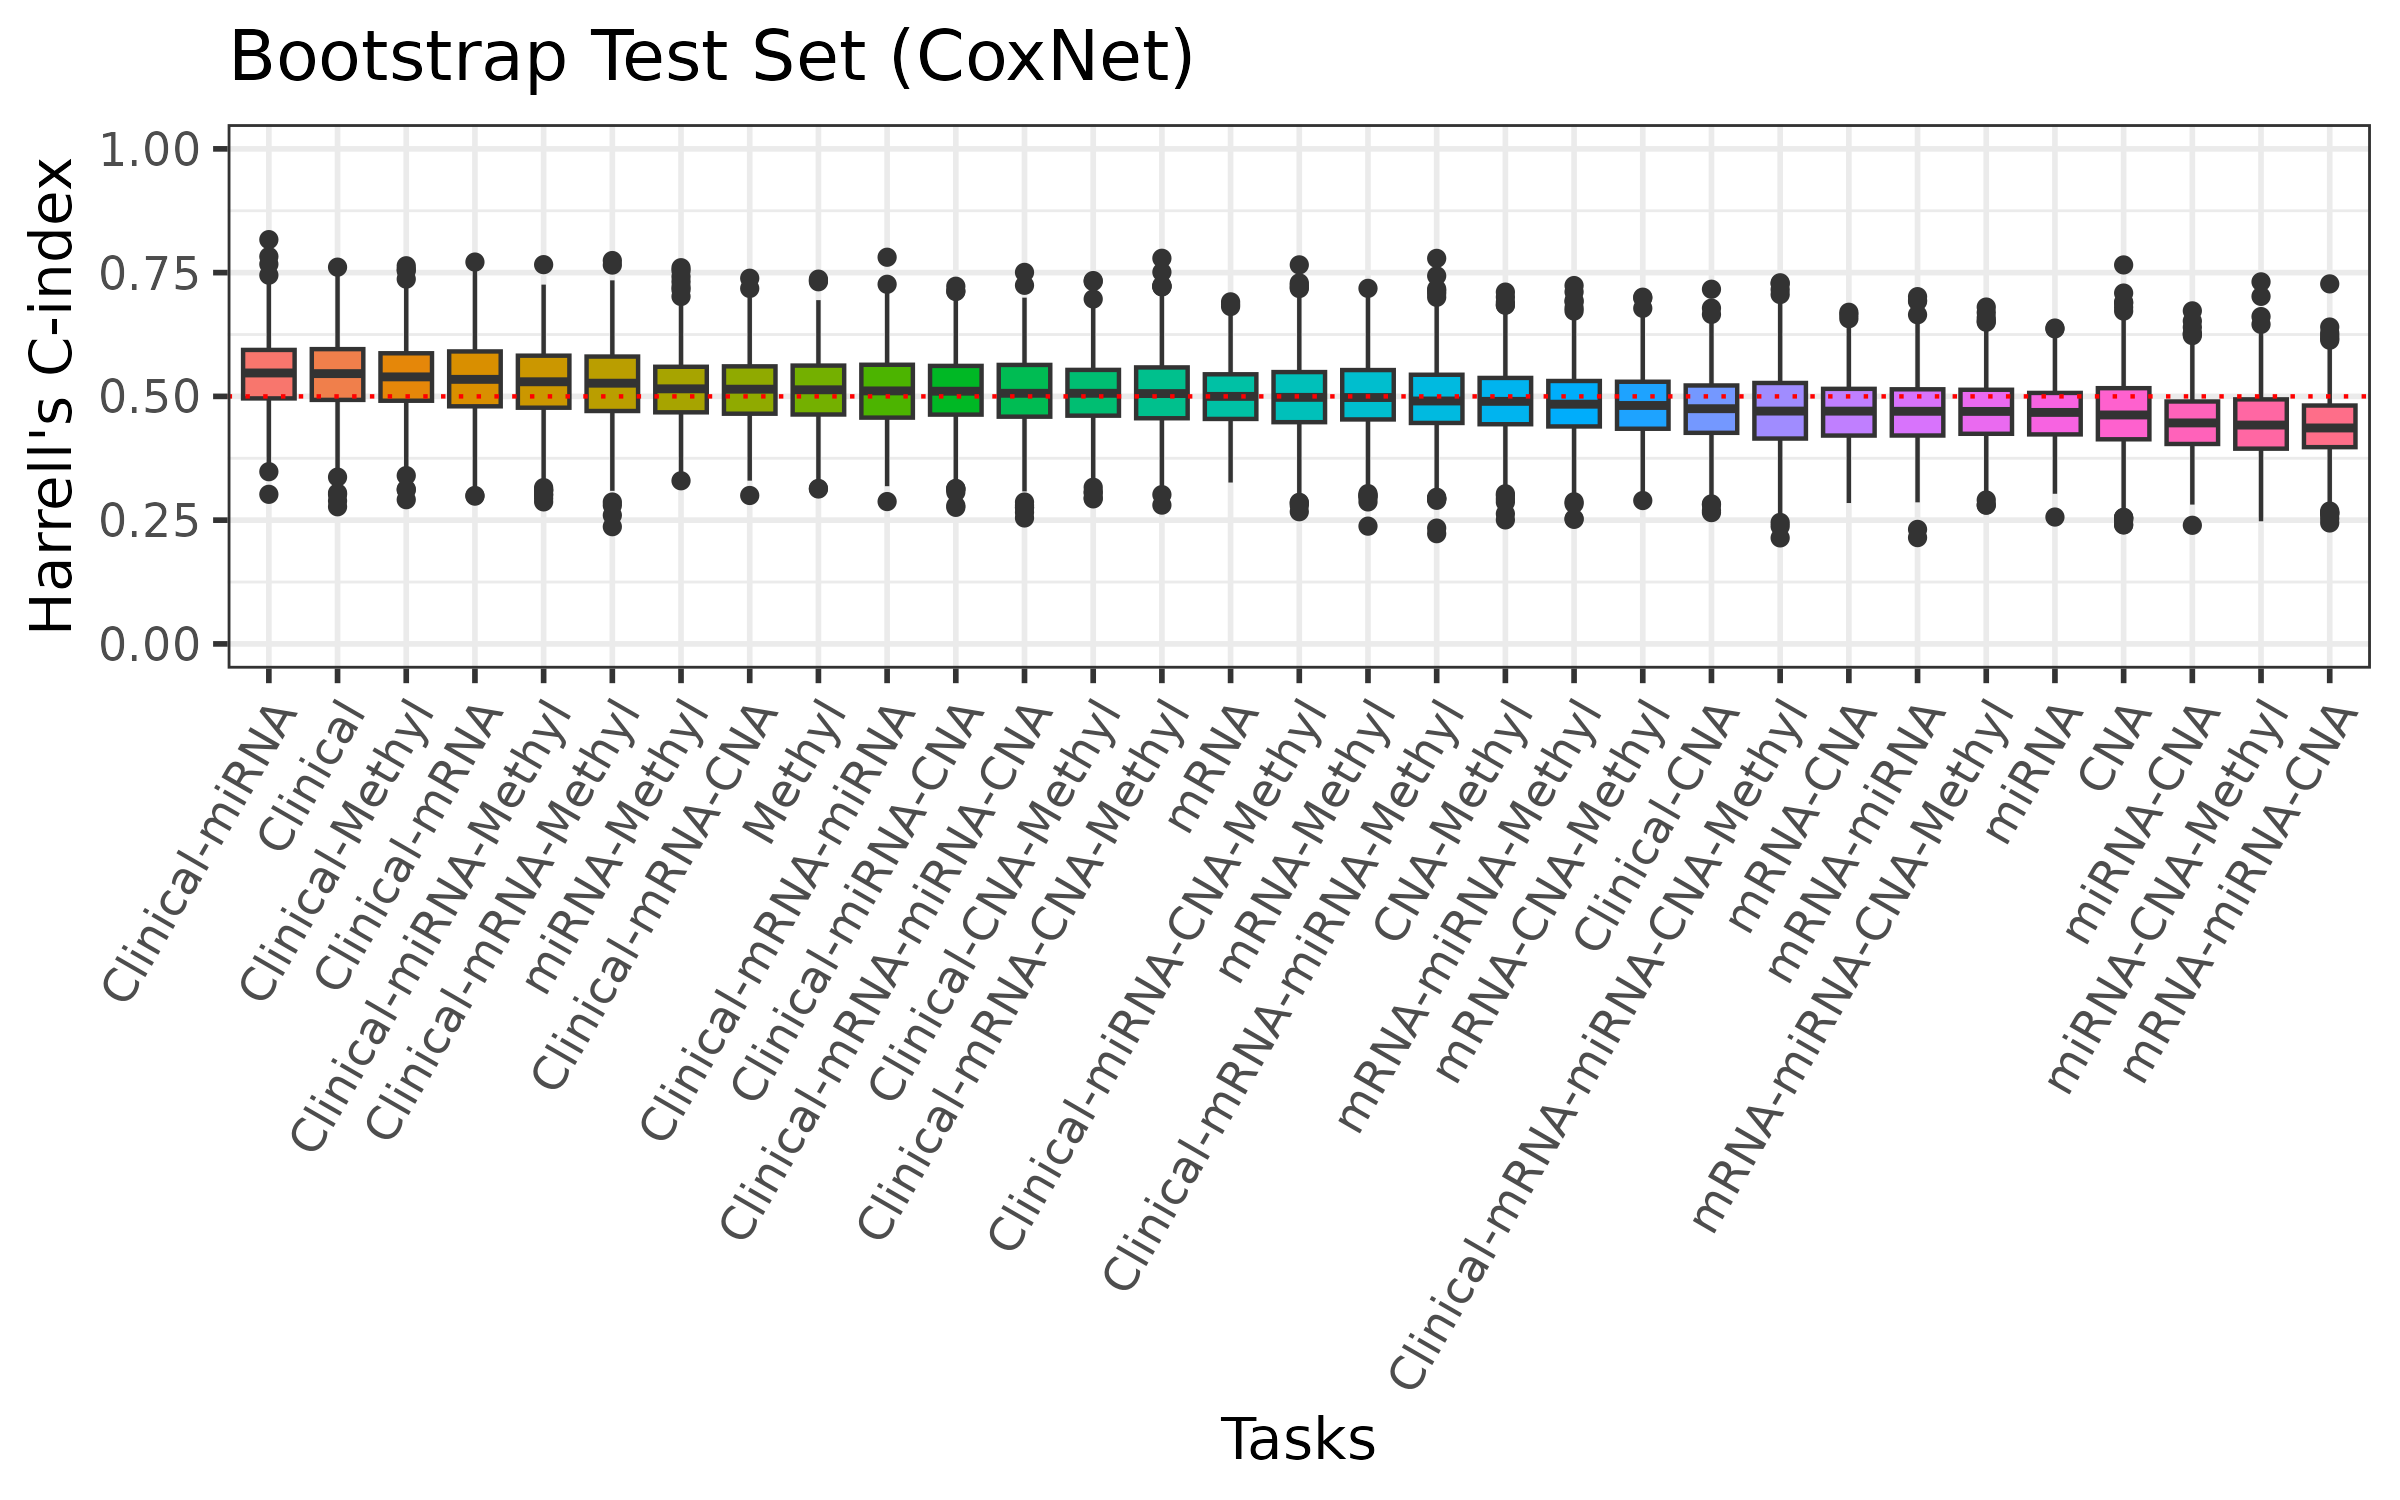 Bootstrap Test Set (CoxNet)
Harrell's C-index
1.00
0.75
0.50
0.25
0.00
Clinical-miRNA
Clinical
Clinical-Methyl
Clinical-mRNA
Clinical-miRNA-Methyl
Clinical-mRNA-Methyl
miRNA-Methyl
Clinical-mRNA-CNA
Methyl
Clinical-mRNA-miRNA
Clinical-miRNA-CNA
Clinical-mRNA-miRNA-CNA
Clinical-CNA-Methyl
Clinical-mRNA-CNA-Methyl
mRNA
Clinical-miRNA-CNA-Methyl
mRNA-Methyl
Clinical-mRNA-miRNA-Methyl
CNA-Methyl
mRNA-miRNA-Methyl
mRNA-CNA-Methyl
Clinical-CNA
Clinical-mRNA-miRNA-CNA-Methyl
mRNA-CNA
mRNA-miRNA
mRNA-miRNA-CNA-Methyl
miRNA
CNA
miRNA-CNA
miRNA-CNA-Methyl
mRNA-miRNA-CNA
Tasks